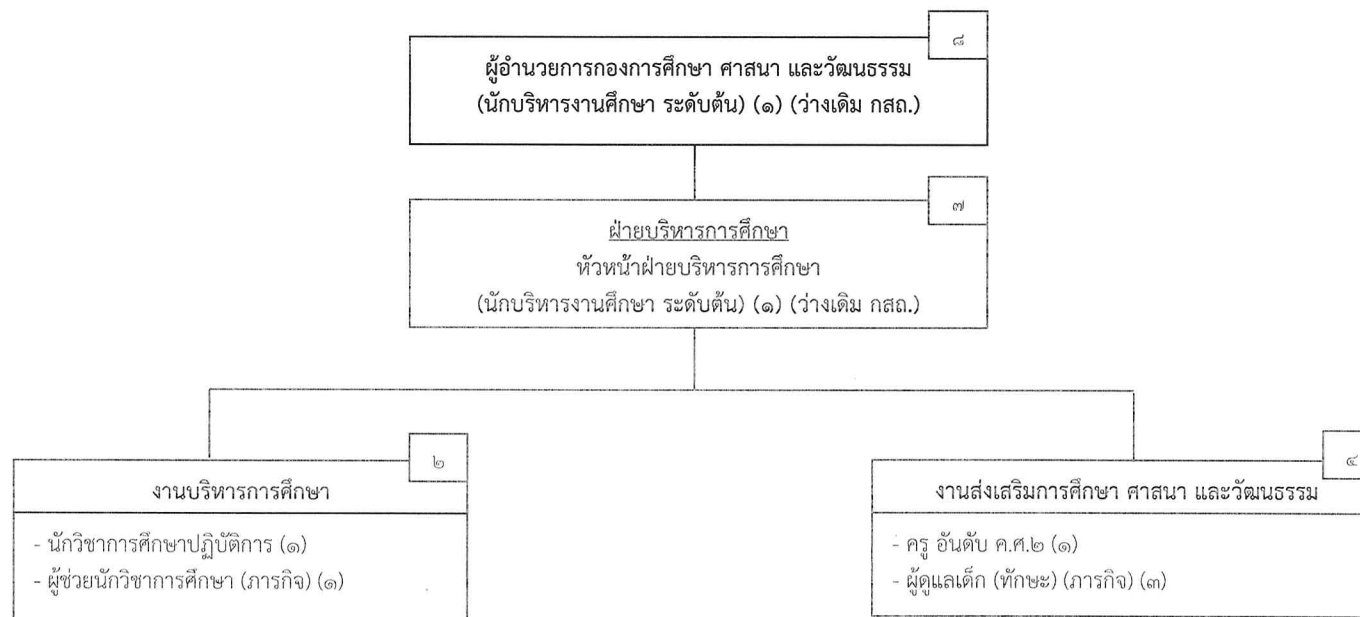 ๘
ผู้อำนวยการกองการศึกษา ศาสนา และวัฒนธรรม
(นักบริหารงานศึกษา ระดับต้น) (๑) (ว่างเดิม กสถ.)
๗
ฝ่ายบริหารการศึกษา
หัวหน้าฝ่ายบริหารการศึกษา
(นักบริหารงานศึกษา ระดับต้น) (๑) (ว่างเดิม กสถ.)
๒
งานบริหารการศึกษา
- นักวิชาการศึกษาปฏิบัติการ (๑)
- ผู้ช่วยนักวิชาการศึกษา (ภารกิจ) (๑)
๔
งานส่งเสริมการศึกษา ศาสนา และวัฒนธรรม
- ครู อันดับ ค.ศ.๒ (๑)
- ผู้ดูแลเด็ก (ทักษะ) (ภารกิจ) (๓)